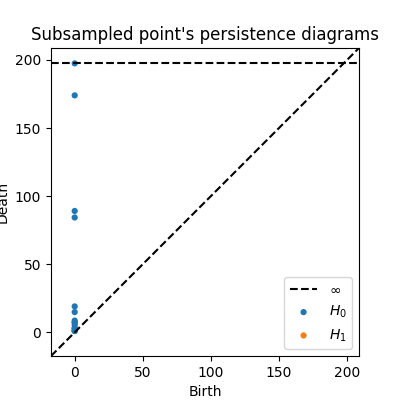 Subsampled point's persistence diagrams
200
150
100
50
0
Death
0 50 100 150 200
Birth
∞
H₀
H₁